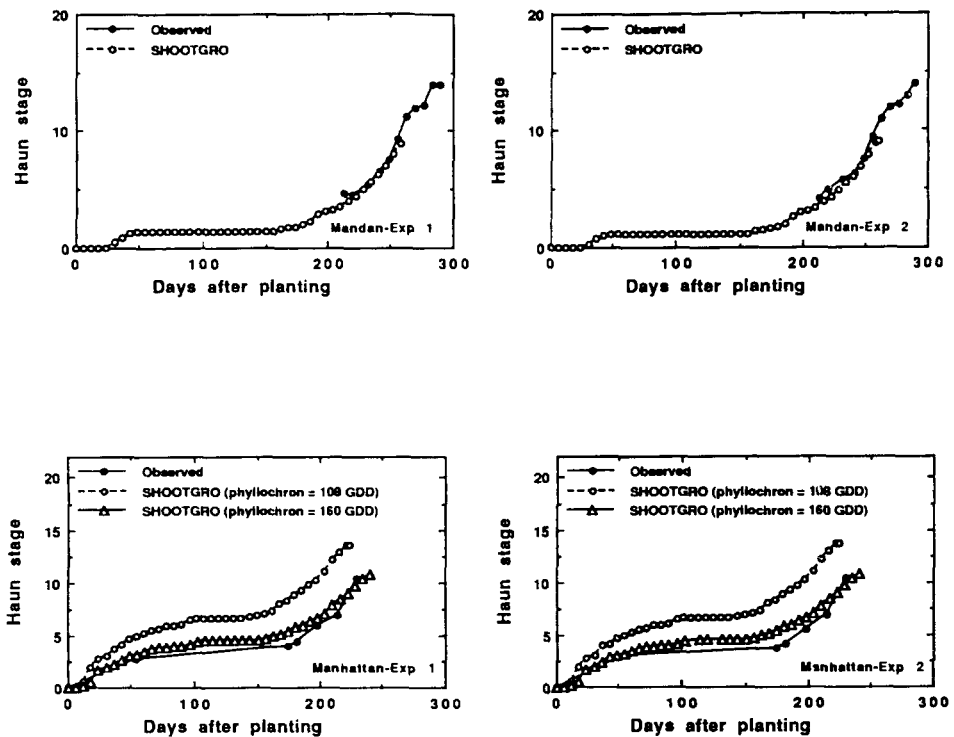 20
Observed
SHOOTGRO
10
0
Haun stage
Mandan-Exp 1
0 100 200 300
Days after planting
20
Observed
SHOOTGRO
10
0
Haun stage
Mandan-Exp 2
0 100 200 300
Days after planting
20
Observed
SHOOTGRO (phyllochron = 108 GDD)
SHOOTGRO (phyllochron = 160 GDD)
15
10
5
0
Haun stage
Manhattan-Exp 1
0 100 200 300
Days after planting
20
Observed
SHOOTGRO (phyllochron = 108 GDD)
SHOOTGRO (phyllochron = 160 GDD)
15
10
5
0
Haun stage
Manhattan-Exp 2
0 100 200 300
Days after planting